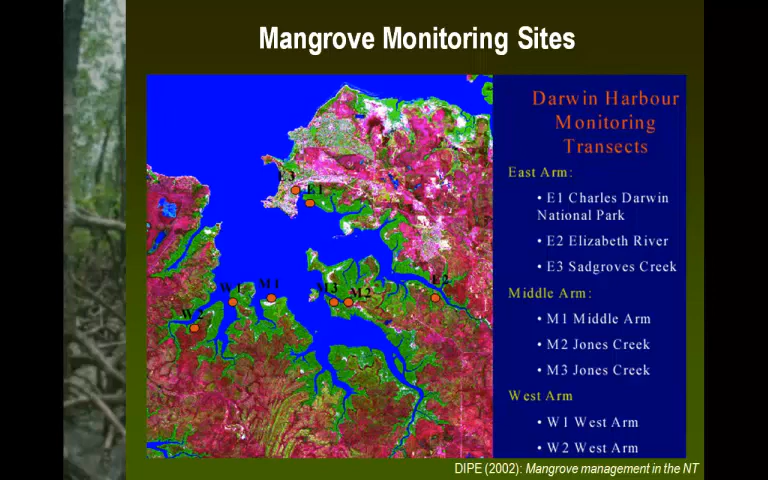 Mangrove Monitoring Sites
Darwin Harbour
Monitoring
Transects
East Arm:
• E1 Charles Darwin
National Park
• E2 Elizabeth River
• E3 Sadgroves Creek
Middle Arm:
• M1 Middle Arm
• M2 Jones Creek
• M3 Jones Creek
West Arm
• W1 West Arm
• W2 West Arm
E3
E1
E2
W1
M1
M3
M2
W2
DIPE (2002): Mangrove management in the NT